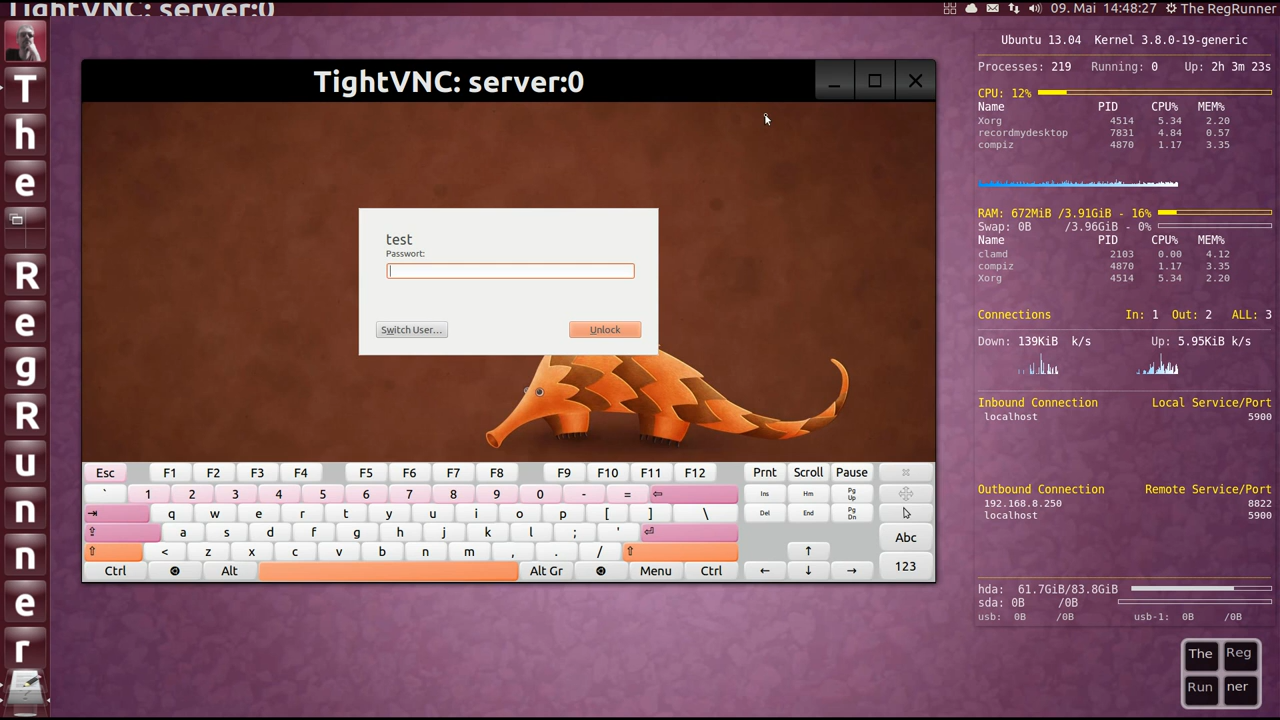 TightVNC: server:0
09. Mai 14:48:27 The RegRunner
T
h
e
R
e
g
R
u
n
n
e
r
TightVNC: server:0
test
Passwort:
Switch User...
Unlock
Esc F1 F2 F3 F4 F5 F6 F7 F8 F9 F10 F11 F12 Prnt Scroll Pause
` 1 2 3 4 5 6 7 8 9 0 - = Ins Hm Pg Up
q w e r t y u i o p [ ] \ Del End Pg Dn
a s d f g h j k l ; ' Abc
< z x c v b n m , . /
Ctrl Alt Alt Gr Menu Ctrl 123
Ubuntu 13.04 Kernel 3.8.0-19-generic
Processes: 219 Running: 0 Up: 2h 3m 23s
CPU: 12%
Name PID CPU% MEM%
Xorg 4514 5.34 2.20
recordmydesktop 7831 4.84 0.57
compiz 4870 1.17 3.35
RAM: 672MiB /3.91GiB - 16%
Swap: 0B /3.96GiB - 0%
Name PID CPU% MEM%
clamd 2103 0.00 4.12
compiz 4870 1.17 3.35
Xorg 4514 5.34 2.20
Connections In: 1 Out: 2 ALL: 3
Down: 139KiB k/s Up: 5.95KiB k/s
Inbound Connection Local Service/Port
localhost 5900
Outbound Connection Remote Service/Port
192.168.8.250 8822
localhost 5900
hda: 61.7GiB/83.8GiB
sda: 0B /0B
usb: 0B /0B usb-1: 0B /0B
The Reg
Run ner